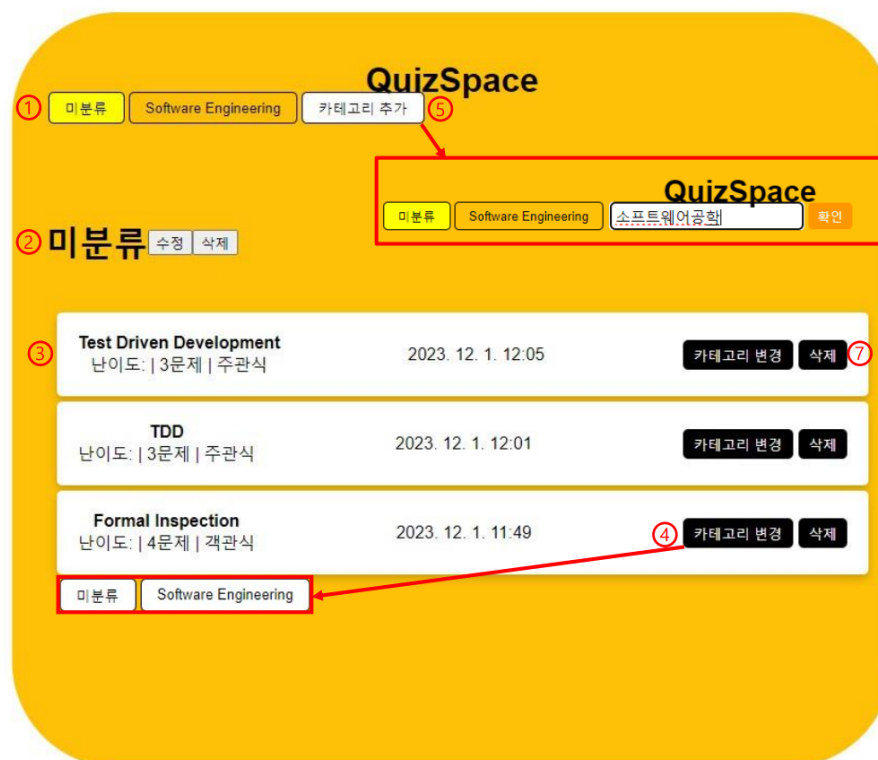 QuizSpace
① 미분류 Software Engineering 카테고리 추가 ⑤
QuizSpace
미분류 Software Engineering 소프트웨어공학 확인
② 미분류 수정 삭제
Test Driven Development
③ 난이도: | 3문제 | 주관식 2023. 12. 1. 12:05 카테고리 변경 삭제 ⑦
TDD
난이도: | 3문제 | 주관식 2023. 12. 1. 12:01 카테고리 변경 삭제
Formal Inspection
난이도: | 4문제 | 객관식 2023. 12. 1. 11:49 ④ 카테고리 변경 삭제
미분류 Software Engineering